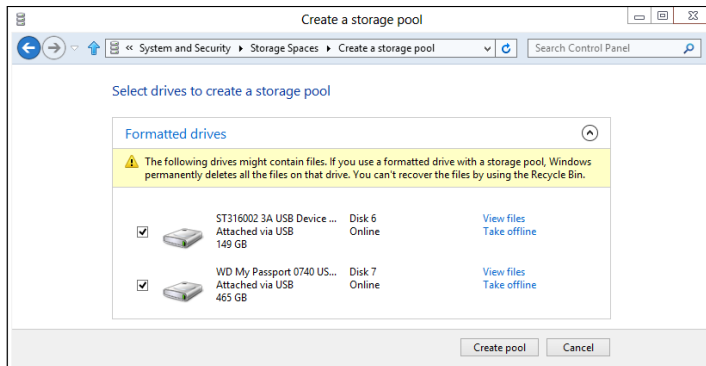 Create a storage pool
« System and Security ▸ Storage Spaces ▸ Create a storage pool
Search Control Panel
Select drives to create a storage pool
Formatted drives
The following drives might contain files. If you use a formatted drive with a storage pool, Windows
permanently deletes all the files on that drive. You can't recover the files by using the Recycle Bin.
ST316002 3A USB Device ... Disk 6 View files
Attached via USB Online Take offline
149 GB
WD My Passport 0740 US... Disk 7 View files
Attached via USB Online Take offline
465 GB
Create pool Cancel